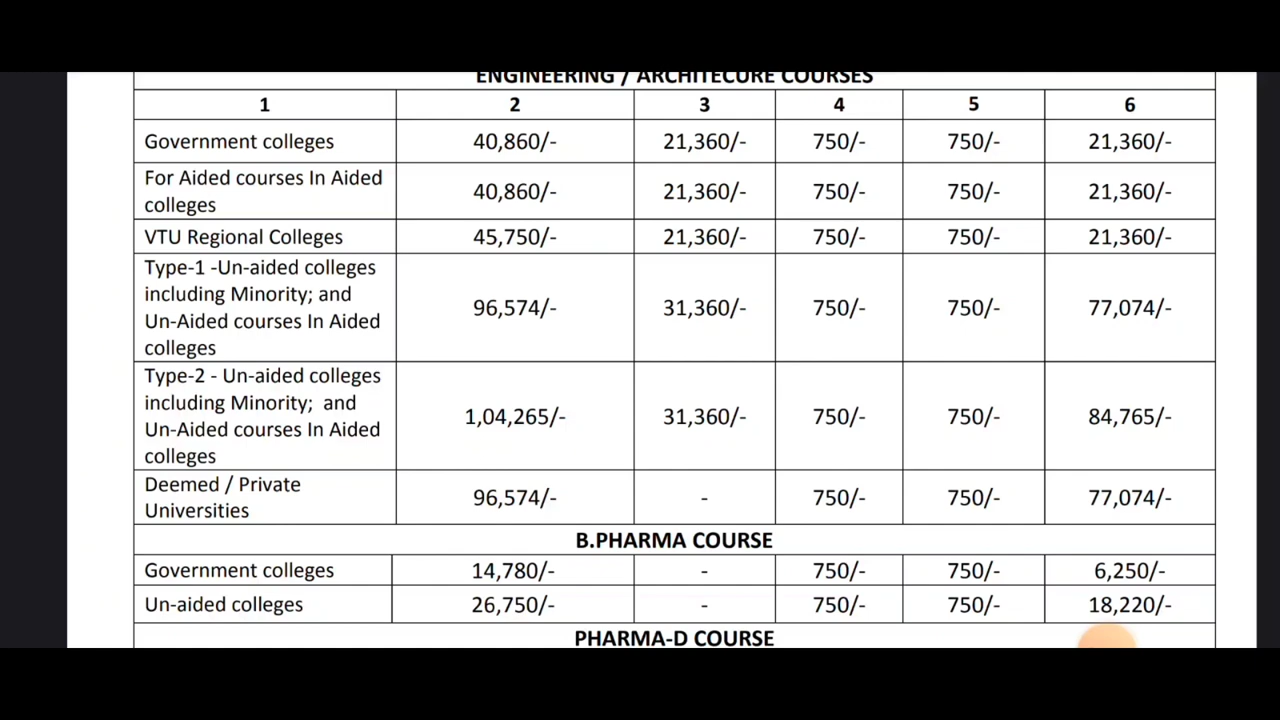 ENGINEERING / ARCHITECURE COURSES
1 2 3 4 5 6
Government colleges 40,860/- 21,360/- 750/- 750/- 21,360/-
For Aided courses In Aided
colleges 40,860/- 21,360/- 750/- 750/- 21,360/-
VTU Regional Colleges 45,750/- 21,360/- 750/- 750/- 21,360/-
Type-1 -Un-aided colleges
including Minority; and
Un-Aided courses In Aided
colleges 96,574/- 31,360/- 750/- 750/- 77,074/-
Type-2 - Un-aided colleges
including Minority; and
Un-Aided courses In Aided
colleges 1,04,265/- 31,360/- 750/- 750/- 84,765/-
Deemed / Private
Universities 96,574/- - 750/- 750/- 77,074/-
B.PHARMA COURSE
Government colleges 14,780/- - 750/- 750/- 6,250/-
Un-aided colleges 26,750/- - 750/- 750/- 18,220/-
PHARMA-D COURSE